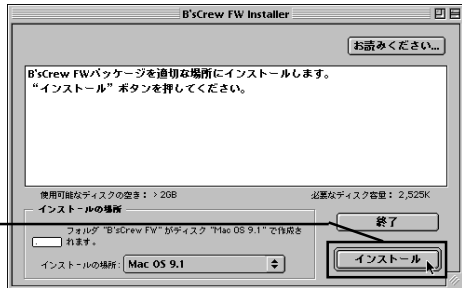 B'sCrew FW Installer
お読みください...
B'sCrew FWパッケージを適切な場所にインストールします。
“インストール”ボタンを押してください。
使用可能なディスクの空き：＞2GB
必要なディスク容量：2,525K
インストールの場所
フォルダ"B'sCrew FW"がディスク"Mac OS 9.1"で作成さ
れます。
インストールの場所：Mac OS 9.1
終了
インストール